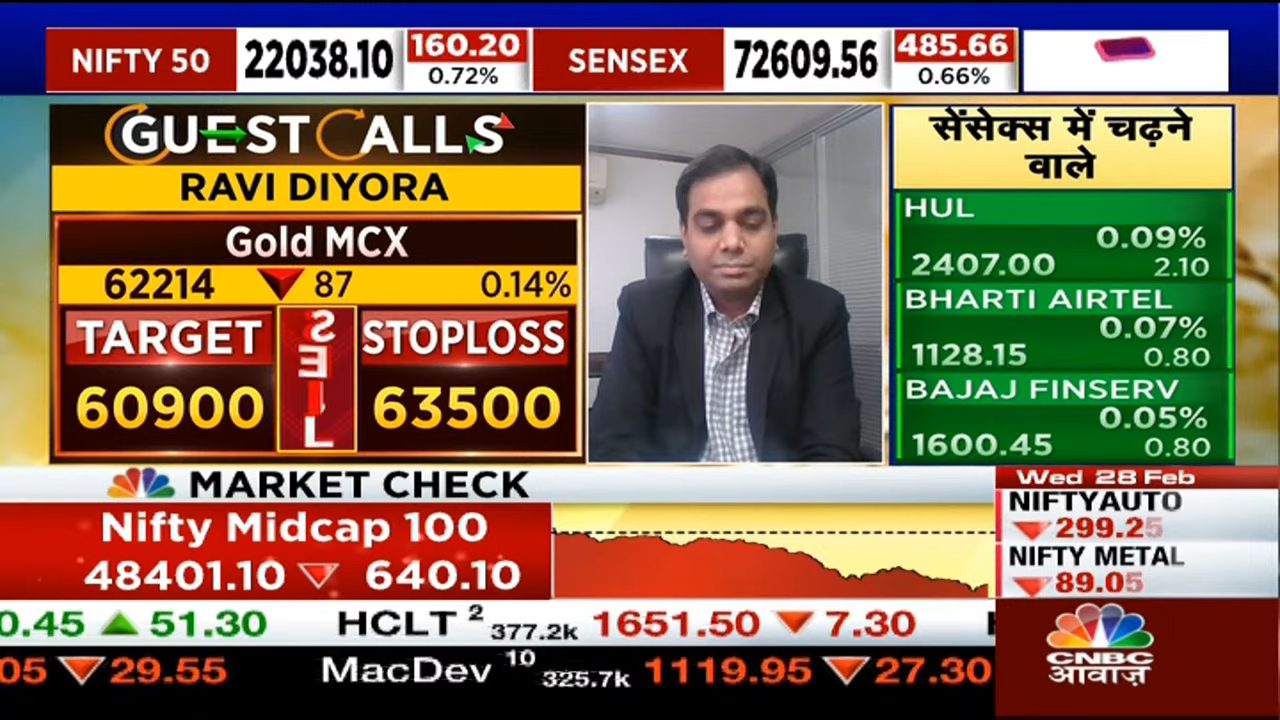 NIFTY 50 22038.10 160.20 0.72% SENSEX 72609.56 485.66 0.66%
GUEST CALLS
RAVI DIYORA
Gold MCX
62214 87 0.14%
TARGET SELL STOPLOSS
60900 63500
सेंसेक्स में चढ़ने
वाले
HUL
0.09%
2407.00 2.10
BHARTI AIRTEL
0.07%
1128.15 0.80
BAJAJ FINSERV
0.05%
1600.45 0.80
MARKET CHECK
Nifty Midcap 100
48401.10 640.10
Wed 28 Feb
NIFTYAUTO
299.25
NIFTY METAL
89.05
0.45 51.30 HCLT 2 377.2k 1651.50 7.30
05 29.55 MacDev 10 325.7k 1119.95 27.30
CNBC
आवाज़